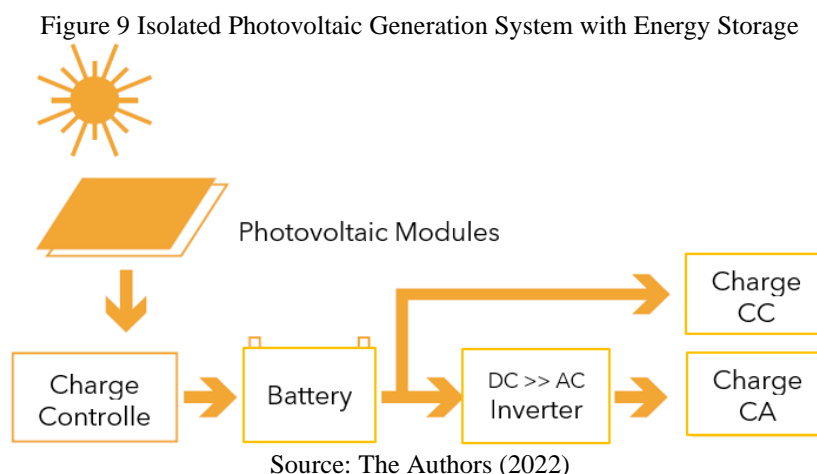 Figure 9 Isolated Photovoltaic Generation System with Energy Storage
Photovoltaic Modules
Charge
CC
Charge
Controlle
Battery
DC >> AC
Inverter
Charge
CA
Source: The Authors (2022)